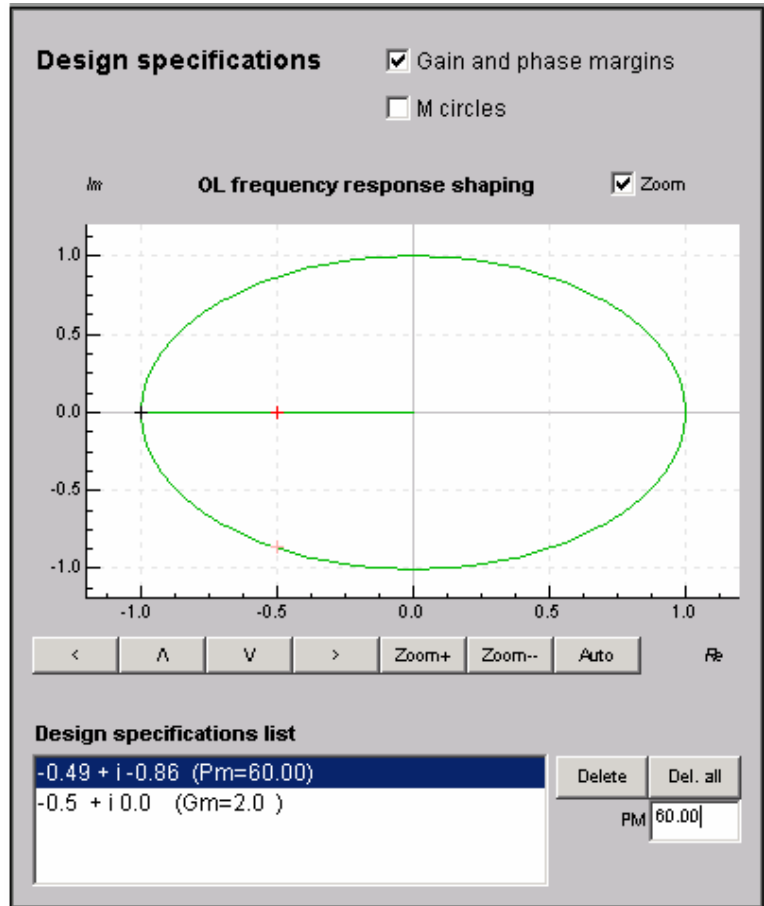 Design specifications
Gain and phase margins
M circles
Im OL frequency response shaping Zoom
1.0
0.5
0.0
-0.5
-1.0
-1.0 -0.5 0.0 0.5 1.0
< Λ V > Zoom+ Zoom-- Auto Re
Design specifications list
-0.49 + i -0.86 (Pm=60.00)
-0.5 + i 0.0 (Gm=2.0 )
Delete Del. all
PM 60.00